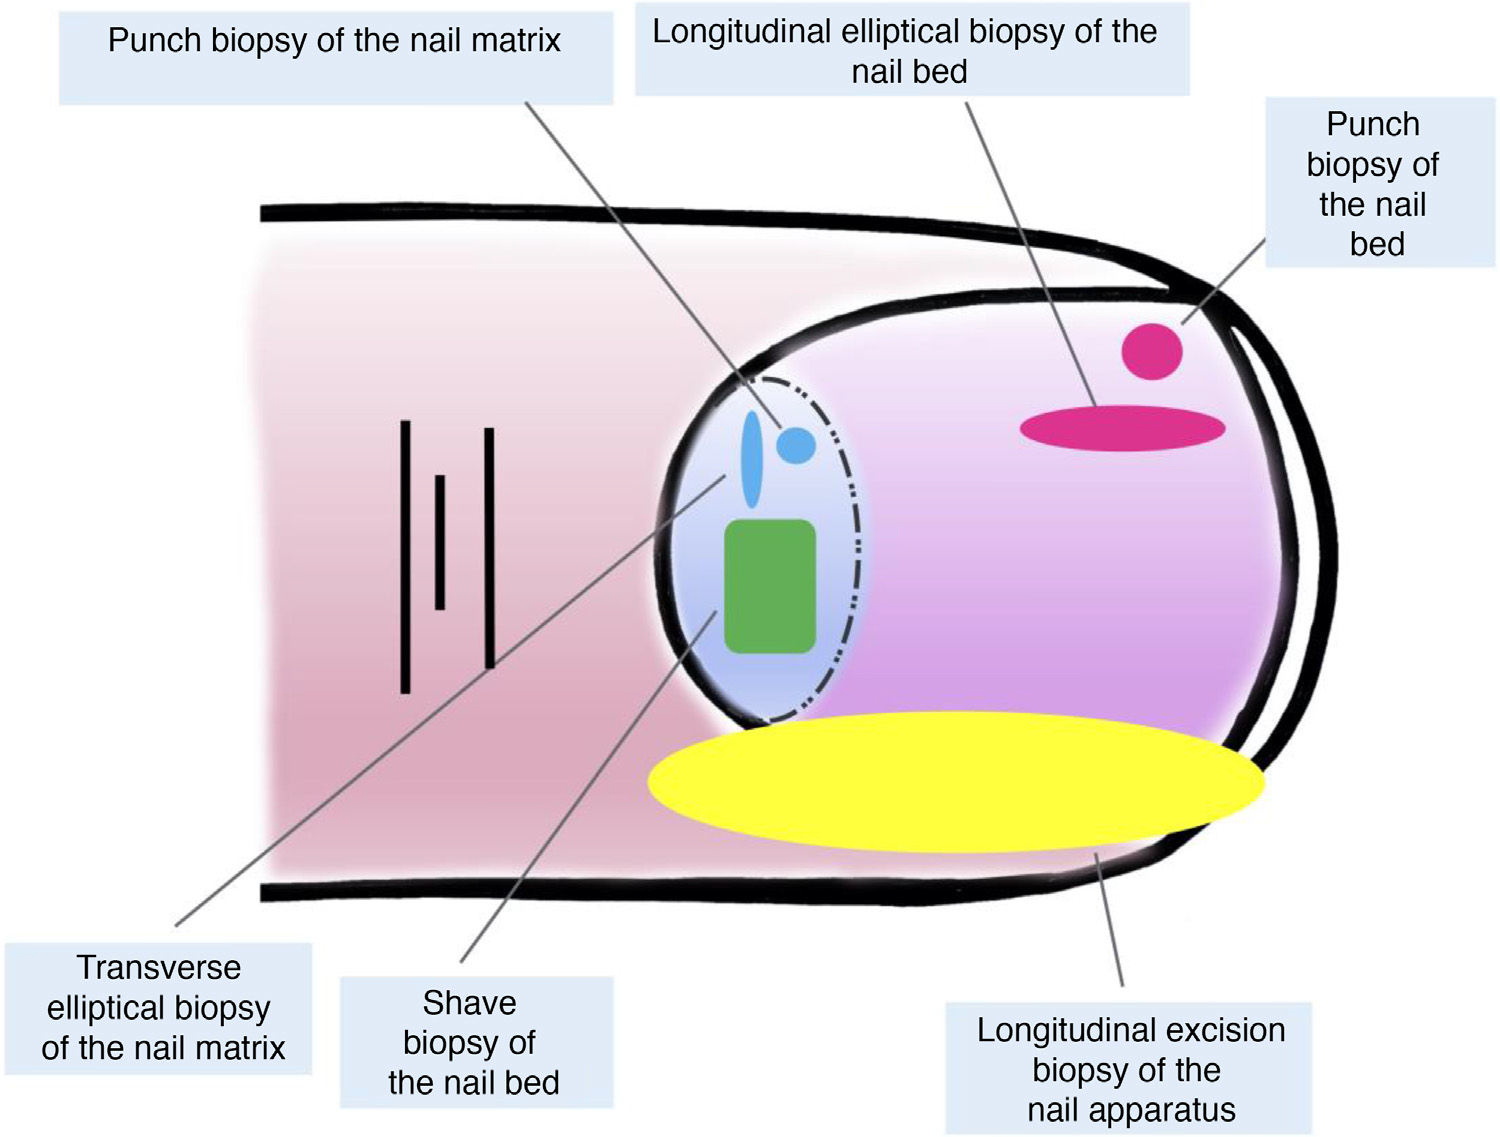 Punch biopsy of the nail matrix
Longitudinal elliptical biopsy of the
nail bed
Punch
biopsy of
the nail
bed
Transverse
elliptical biopsy
of the nail matrix
Shave
biopsy of
the nail bed
Longitudinal excision
biopsy of the
nail apparatus